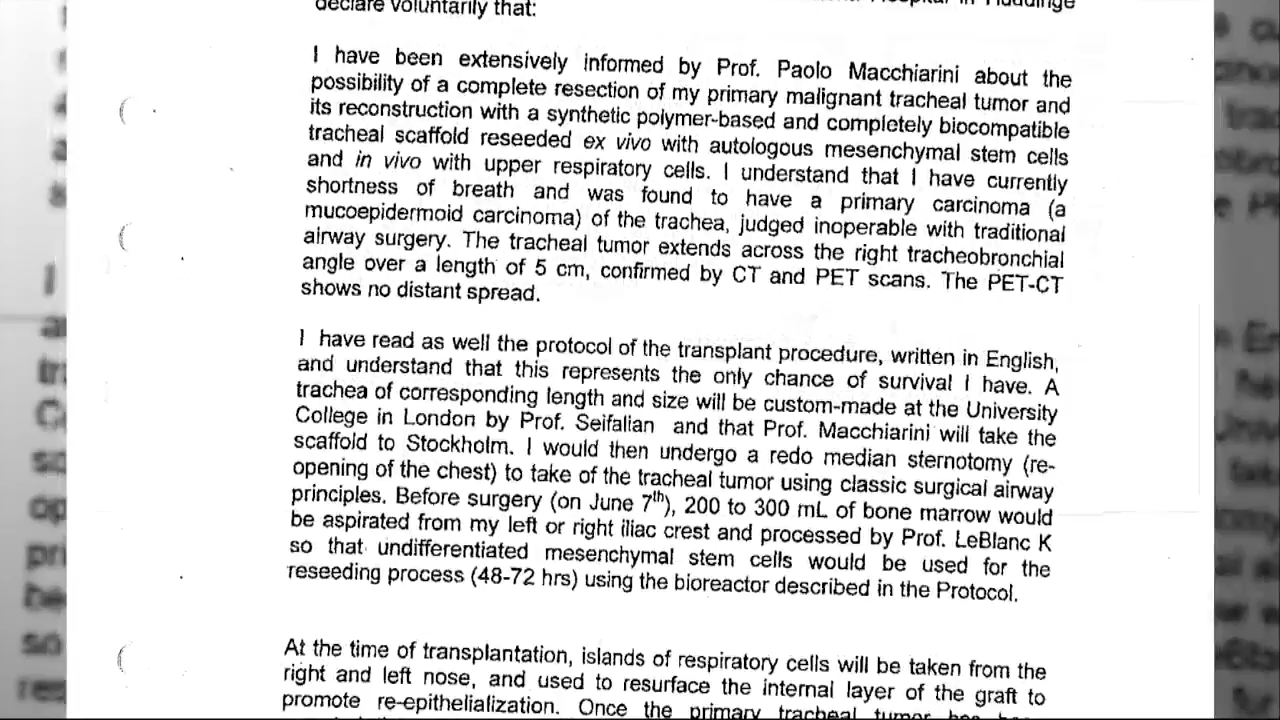 declare voluntarily that:
Hospital in Huddinge
I have been extensively informed by Prof. Paolo Macchiarini about the
possibility of a complete resection of my primary malignant tracheal tumor and
its reconstruction with a synthetic polymer-based and completely biocompatible
tracheal scaffold reseeded ex vivo with autologous mesenchymal stem cells
and in vivo with upper respiratory cells. I understand that I have currently
shortness of breath and was found to have a primary carcinoma (a
mucoepidermoid carcinoma) of the trachea, judged inoperable with traditional
airway surgery. The tracheal tumor extends across the right tracheobronchial
angle over a length of 5 cm, confirmed by CT and PET scans. The PET-CT
shows no distant spread.
I have read as well the protocol of the transplant procedure, written in English,
and understand that this represents the only chance of survival I have. A
trachea of corresponding length and size will be custom-made at the University
College in London by Prof. Seifalian and that Prof. Macchiarini will take the
scaffold to Stockholm. I would then undergo a redo median sternotomy (re-
opening of the chest) to take of the tracheal tumor using classic surgical airway
principles. Before surgery (on June 7th), 200 to 300 mL of bone marrow would
be aspirated from my left or right iliac crest and processed by Prof. LeBlanc K
so that undifferentiated mesenchymal stem cells would be used for the
reseeding process (48-72 hrs) using the bioreactor described in the Protocol.
At the time of transplantation, islands of respiratory cells will be taken from the
right and left nose, and used to resurface the internal layer of the graft to
promote re-epithelialization. Once the primary tracheal tumor has